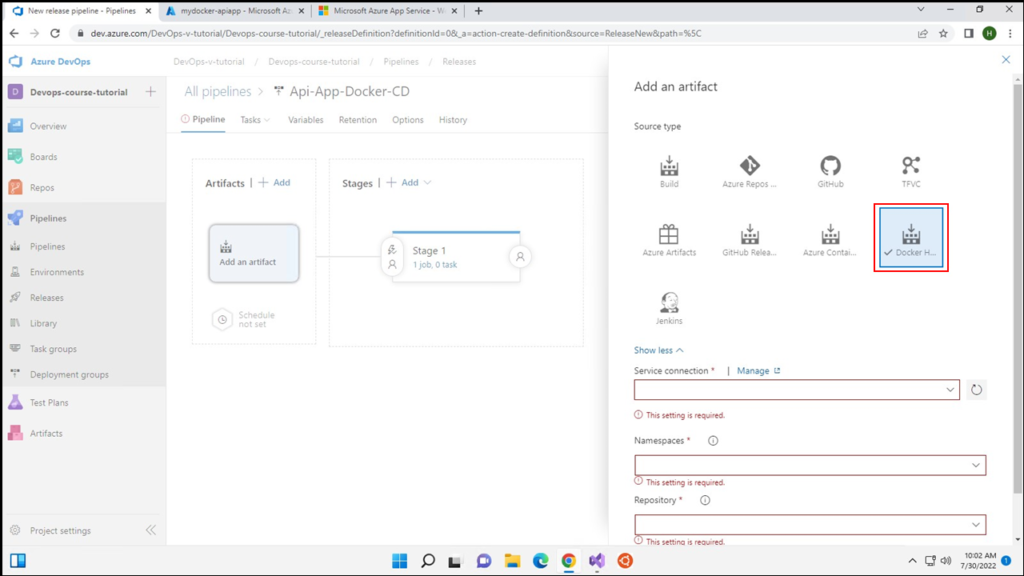 New release pipeline - Pipelines
mydocker-apiapp - Microsoft Az
Microsoft Azure App Service - W
dev.azure.com/DevOps-v-tutorial/Devops-course-tutorial/_releaseDefinition?definitionId=0&_a=action-create-definition&source=ReleaseNew&path=%5C
H
Azure DevOps
DevOps-v-tutorial / Devops-course-tutorial / Pipelines / Releases
D Devops-course-tutorial
Overview
Boards
Repos
Pipelines
Pipelines
Environments
Releases
Library
Task groups
Deployment groups
Test Plans
Artifacts
Project settings
All pipelines > Api-App-Docker-CD
Pipeline Tasks Variables Retention Options History
Artifacts | + Add
Stages | + Add
Add an artifact
Schedule
not set
Stage 1
1 job, 0 task
Add an artifact
Source type
Build
Azure Repos ...
GitHub
TFVC
Azure Artifacts
GitHub Relea...
Azure Contai...
Docker H...
Jenkins
Show less
Service connection * | Manage
This setting is required.
Namespaces *
This setting is required.
Repository *
This setting is required.
10:02 AM
7/30/2022
1